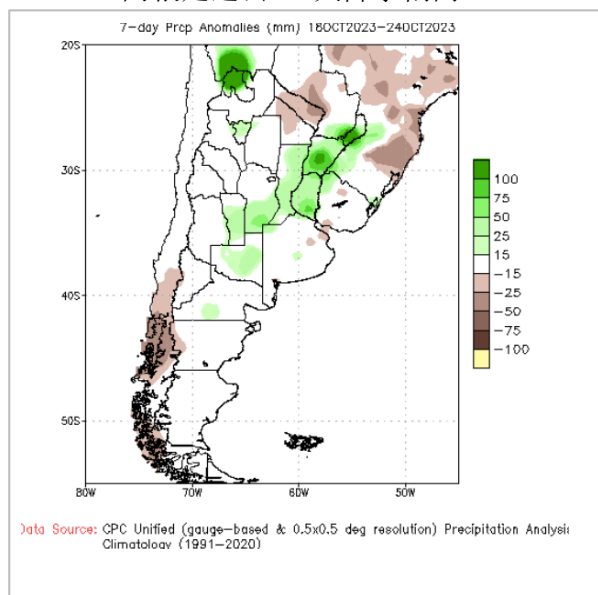 7-day Prcp Anomalies (mm) 18OCT2023-24OCT2023
20S
30S
40S
50S
80W 70W 60W 50W
100
75
50
25
15
-15
-25
-50
-75
-100
Data Source: CPC Unified (gauge-based & 0.5x0.5 deg resolution) Precipitation Analysis
Climatology (1991-2020)